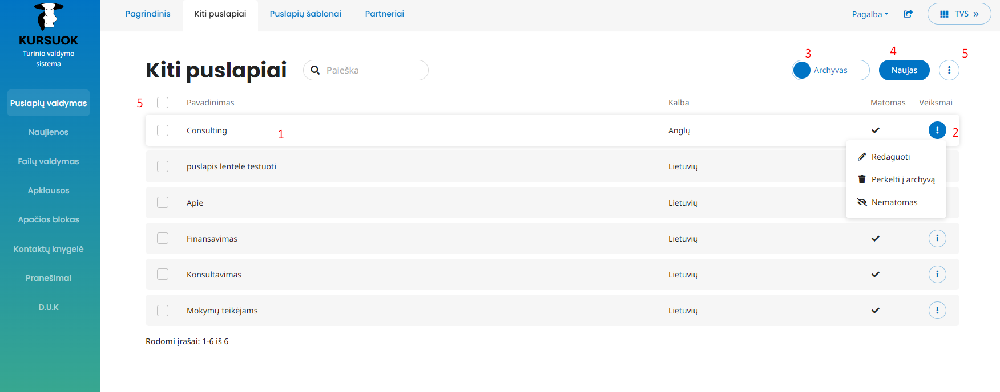 KURSUOK
Turinio valdymo
sistema
Puslapių valdymas
Naujienos
Failų valdymas
Apklausos
Apačios blokas
Kontaktų knygelė
Pranešimai
D.U.K
Pagrindinis Kiti puslapiai Puslapių šablonai Partneriai Pagalba TVS »
3 4 5
Kiti puslapiai Paieška Archyvas Naujas
5 Pavadinimas Kalba Matomas Veiksmai
Consulting 1 Anglų 2
Redaguoti
Perkelti į archyvą
Nematomas
puslapis lentelė testuoti Lietuvių
Apie Lietuvių
Finansavimas Lietuvių
Konsultavimas Lietuvių
Mokymų teikėjams Lietuvių
Rodomi įrašai: 1-6 iš 6